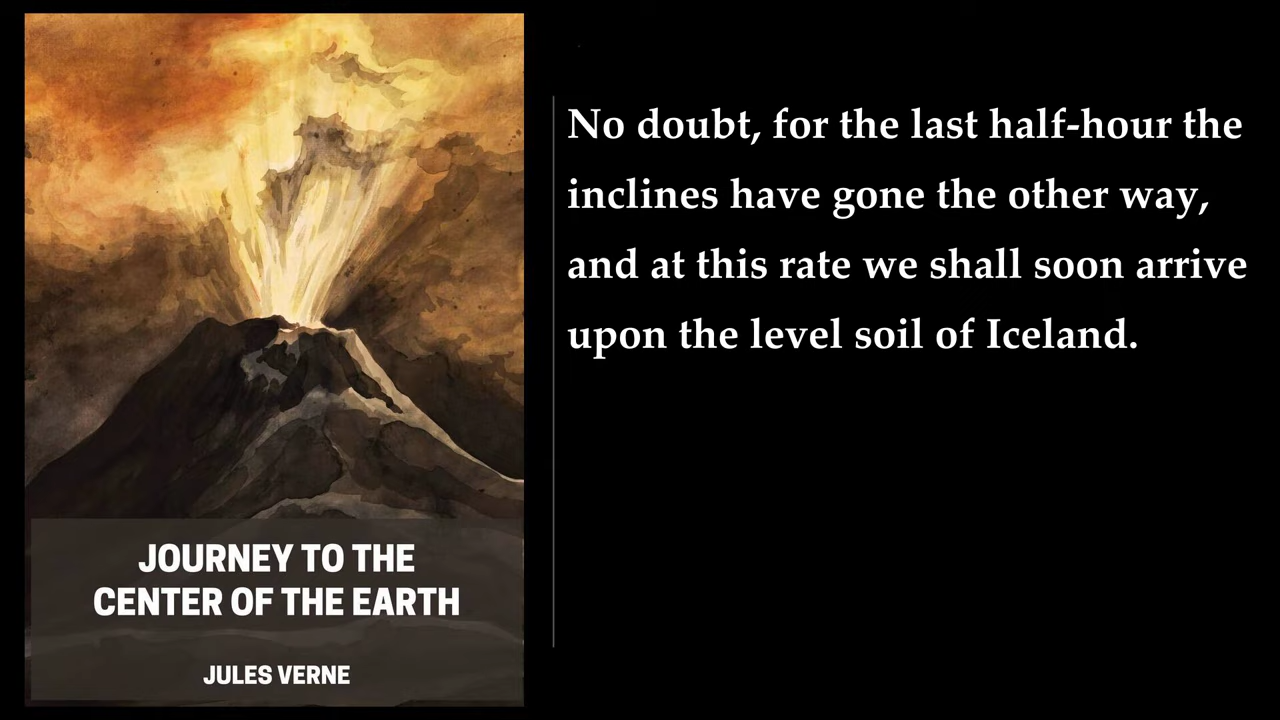 No doubt, for the last half-hour the
inclines have gone the other way,
and at this rate we shall soon arrive
upon the level soil of Iceland.
JOURNEY TO THE
CENTER OF THE EARTH
JULES VERNE